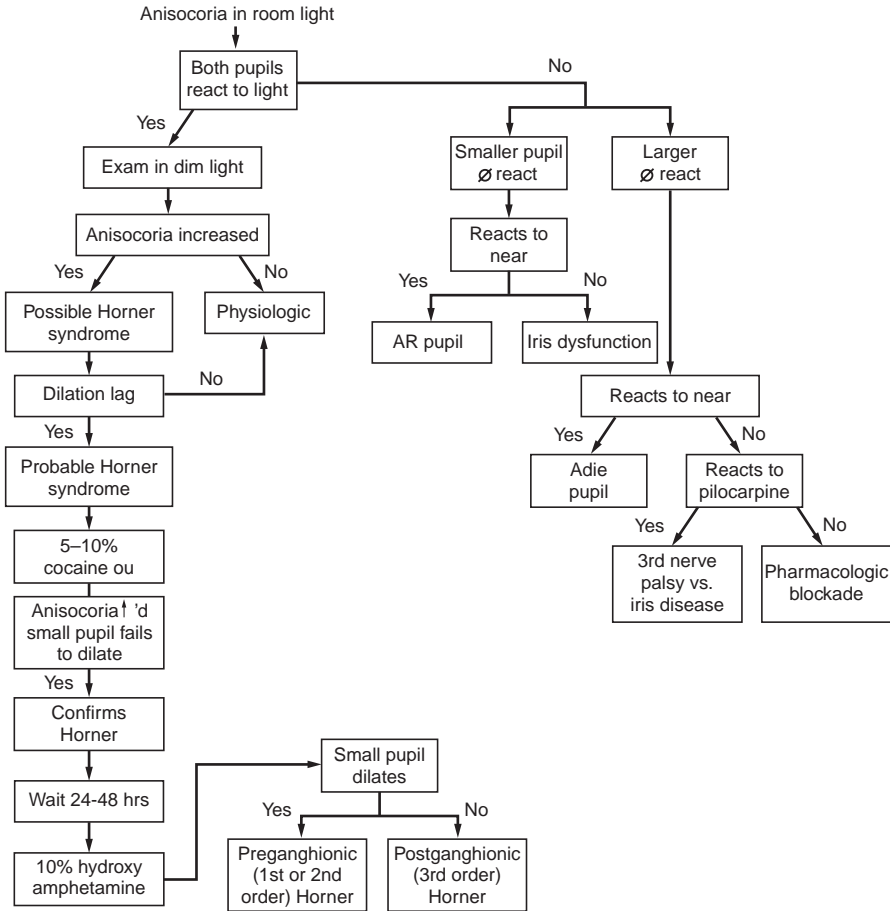 Anisocoria in room light
Both pupils
react to light
No
Yes
Smaller pupil
Ø react
Larger
Ø react
Exam in dim light
Reacts to
near
Anisocoria increased
Yes
No
Yes
No
Possible Horner
syndrome
Physiologic
AR pupil
Iris dysfunction
Dilation lag
No
Reacts to near
Yes
Yes
No
Probable Horner
syndrome
Adie
pupil
Reacts to
pilocarpine
Yes
No
5–10%
cocaine ou
3rd nerve
palsy vs.
iris disease
Pharmacologic
blockade
Anisocoria↑ 'd
small pupil fails
to dilate
Yes
Confirms
Horner
Small pupil
dilates
Wait 24-48 hrs
Yes
No
10% hydroxy
amphetamine
Preganghionic
(1st or 2nd
order) Horner
Postganghionic
(3rd order)
Horner